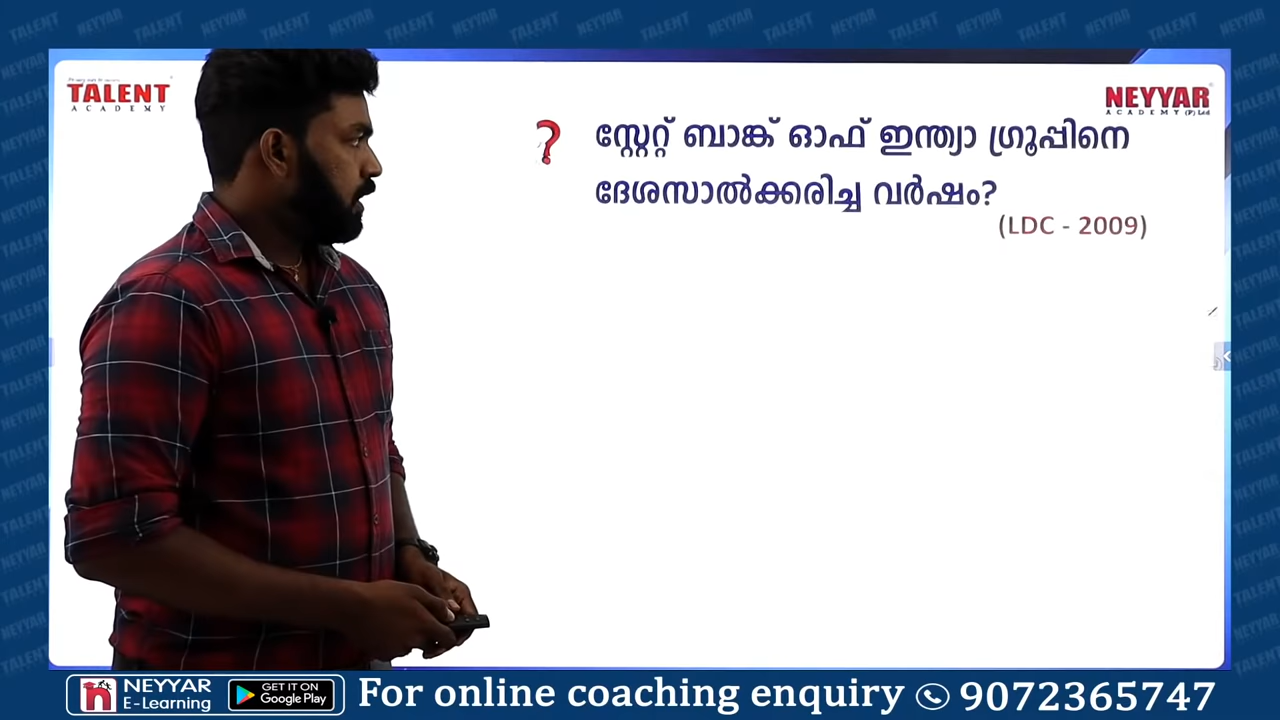 TALENT
ACADEMY
NEYYAR
ACADEMY (P) Ltd
? സ്റ്റേറ്റ് ബാങ്ക് ഓഫ് ഇന്ത്യാ ഗ്രൂപ്പിനെ
ദേശസാൽക്കരിച്ച വർഷം?
(LDC - 2009)
NEYYAR
E-Learning
GET IT ON
Google Play
For online coaching enquiry 9072365747